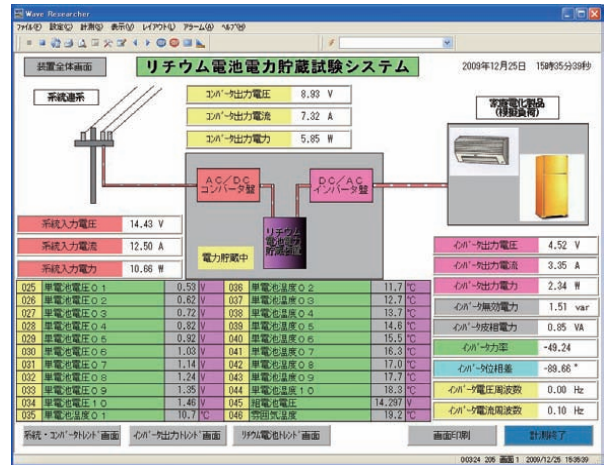 Wave Researcher
ファイル(F) 設定(C) 計測(R) 表示(V) レイアウト(L) アラーム(A) ヘルプ(H)
装置全体画面
リチウム電池電力貯蔵試験システム
2009年12月25日 15時35分39秒
系統連系
コンバータ出力電圧 8.93 V
コンバータ出力電流 7.32 A
コンバータ出力電力 5.85 W
家庭電化製品
(模擬負荷)
AC/DC
コンバータ盤
DC/AC
インバータ盤
リチウム
電池電力
貯蔵装置
電力貯蔵中
系統入力電圧 14.43 V
系統入力電流 12.50 A
系統入力電力 10.66 W
インバータ出力電圧 4.52 V
インバータ出力電流 3.35 A
インバータ出力電力 2.34 W
インバータ無効電力 1.51 var
インバータ皮相電力 0.85 VA
インバータ力率 -49.24
インバータ位相差 -89.66 °
インバータ電圧周波数 0.00 Hz
インバータ電流周波数 0.10 Hz
025 単電池電圧01 0.53 V 036 単電池温度02 11.7 ℃
026 単電池電圧02 0.62 V 037 単電池温度03 12.7 ℃
027 単電池電圧03 0.72 V 038 単電池温度04 13.7 ℃
028 単電池電圧04 0.82 V 039 単電池温度05 14.6 ℃
029 単電池電圧05 0.92 V 040 単電池温度06 15.5 ℃
030 単電池電圧06 1.03 V 041 単電池温度07 16.3 ℃
031 単電池電圧07 1.14 V 042 単電池温度08 17.0 ℃
032 単電池電圧08 1.24 V 043 単電池温度09 17.7 ℃
033 単電池電圧09 1.35 V 044 単電池温度10 18.3 ℃
034 単電池電圧10 1.46 V 045 組電池電圧 14.297 V
035 単電池温度01 10.7 ℃ 046 雰囲気温度 19.2 ℃
系統・コンバータトレンド画面 インバータ出力トレンド画面 リチウム電池トレンド画面 画面印刷 計測終了
00324 205 画面1 2009/12/25 15:35:39